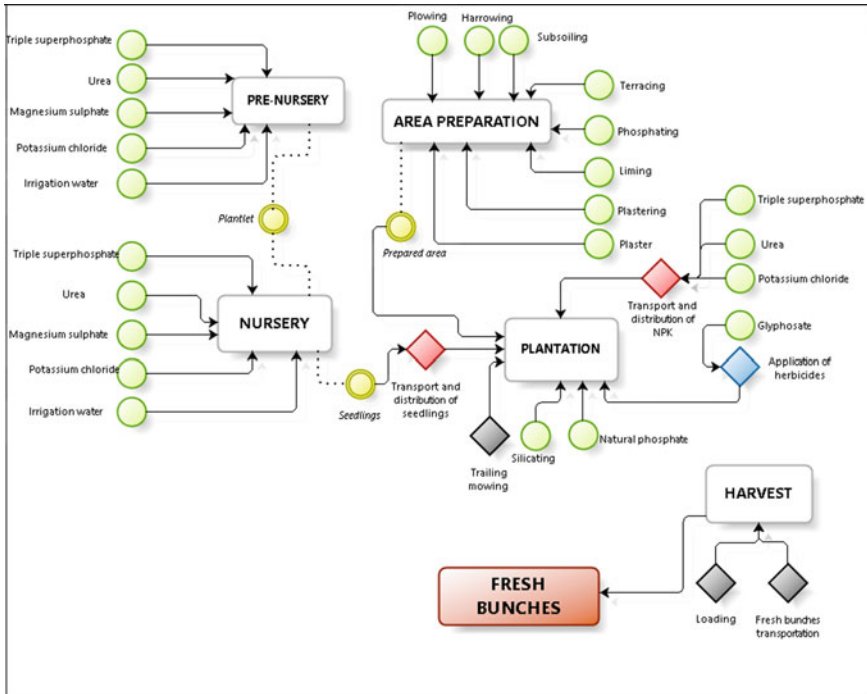 Triple superphosphate
Urea
Magnesium sulphate
Potassium chloride
Irrigation water
PRE-NURSERY
Plantlet
Triple superphosphate
Urea
Magnesium sulphate
Potassium chloride
Irrigation water
NURSERY
Seedlings
Transport and
distribution of
seedlings
Plowing
Harrowing
Subsoiling
Terracing
Phosphating
Liming
Plastering
Plaster
AREA PREPARATION
Prepared area
Triple superphosphate
Urea
Potassium chloride
Transport and
distribution of
NPK
Glyphosate
Application of
herbicides
PLANTATION
Trailing
mowing
Silicating
Natural phosphate
HARVEST
Loading
Fresh bunches
transportation
FRESH
BUNCHES